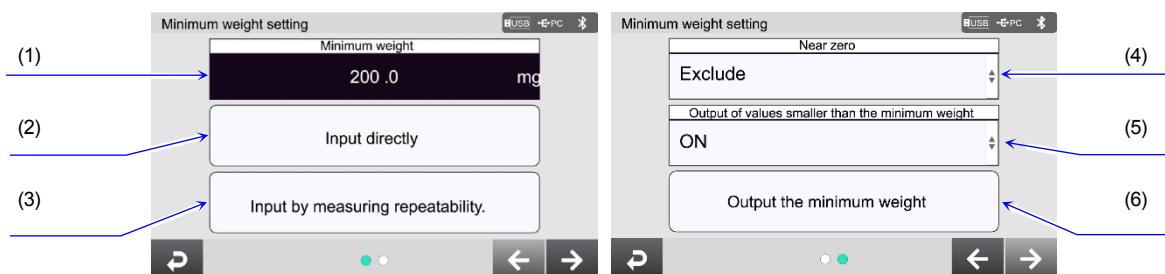 Minimum weight setting
USB PC
(1)
Minimum weight
200 .0 mg
(2)
Input directly
(3)
Input by measuring repeatability.
Minimum weight setting
USB PC
(4)
Near zero
Exclude
(5)
Output of values smaller than the minimum weight
ON
(6)
Output the minimum weight